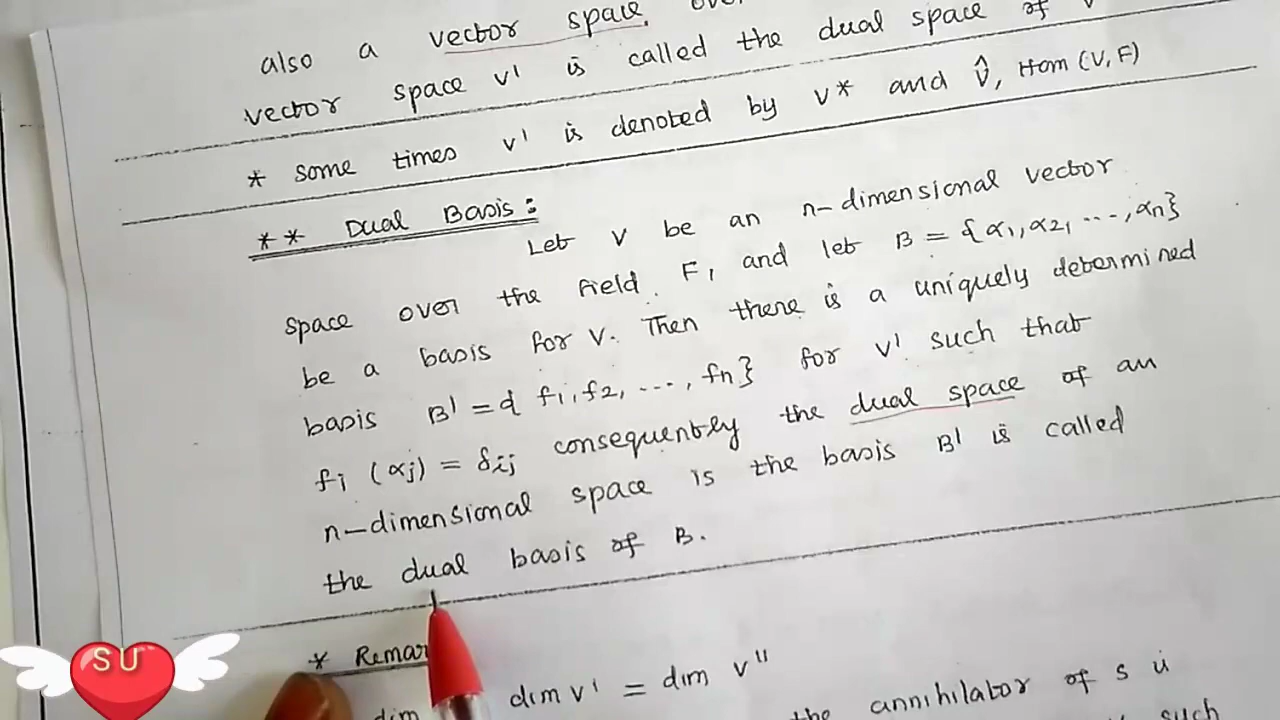 also a vector space, over
vector space V' is called the dual space of V
* some times V' is denoted by V* and V̂, Hom (V, F)
** Dual Basis:
Let V be an n-dimensional vector
space over the field F, and let B = {α1, α2, ..., αn}
be a basis for V. Then there is a uniquely determined
basis B' = { f1, f2, ..., fn} for V' such that
fi (αj) = δij consequently the dual space of an
n-dimensional space is the basis B' is called
the dual basis of B.
* Remar
dim V' = dim V''
the annihilator of S is
such
SU